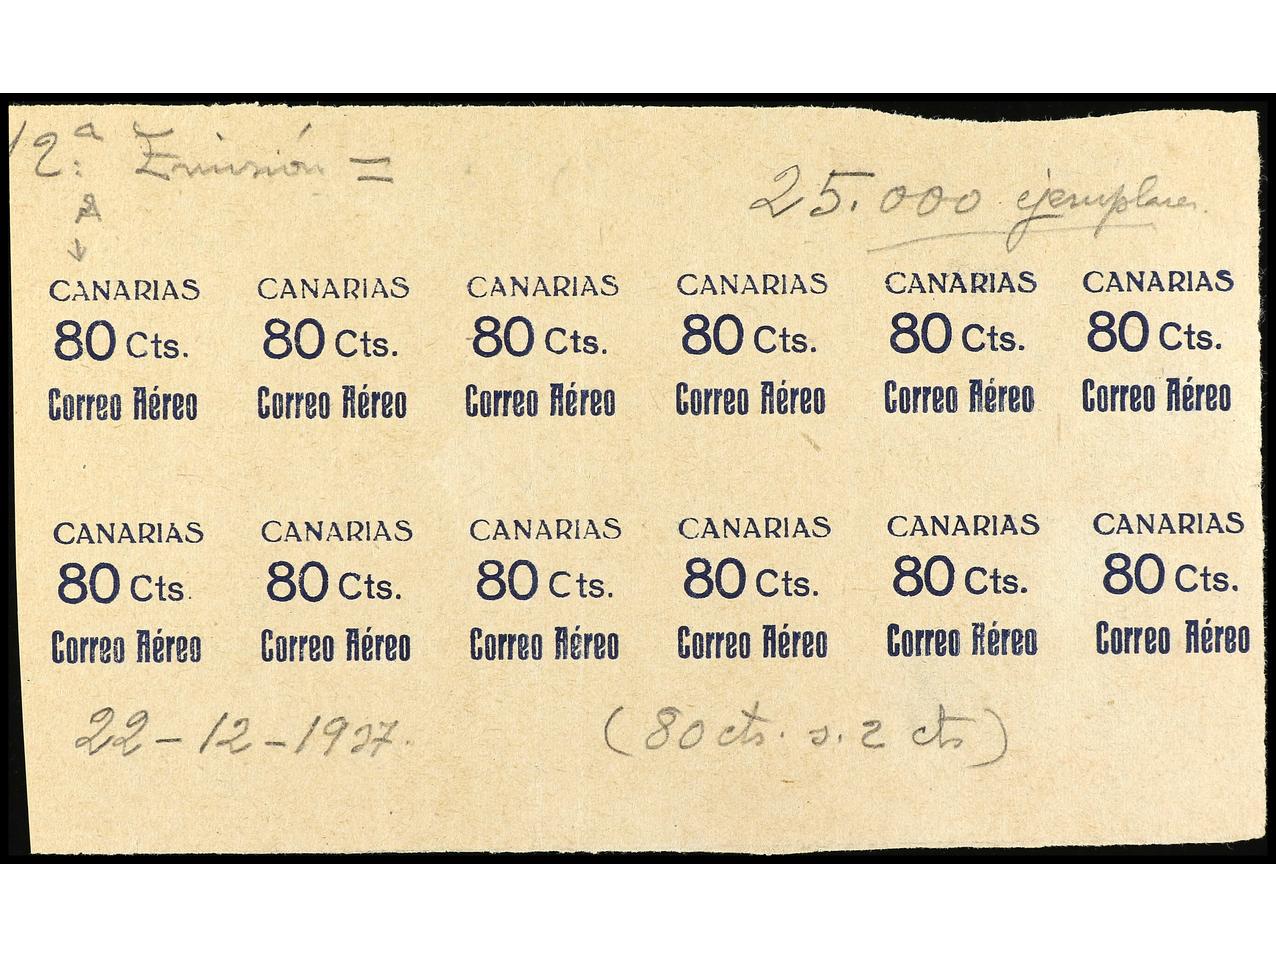 12.ª Emisión =
25.000 ejemplares.
A
CANARIAS CANARIAS CANARIAS CANARIAS CANARIAS CANARIAS
80 Cts. 80 Cts. 80 Cts. 80 Cts. 80 Cts. 80 Cts.
Correo Aéreo Correo Aéreo Correo Aéreo Correo Aéreo Correo Aéreo Correo Aéreo
CANARIAS CANARIAS CANARIAS CANARIAS CANARIAS CANARIAS
80 Cts. 80 Cts. 80 Cts. 80 Cts. 80 Cts. 80 Cts.
Correo Aéreo Correo Aéreo Correo Aéreo Correo Aéreo Correo Aéreo Correo Aéreo
22-12-1937. (80 cts. s. 2 cts)